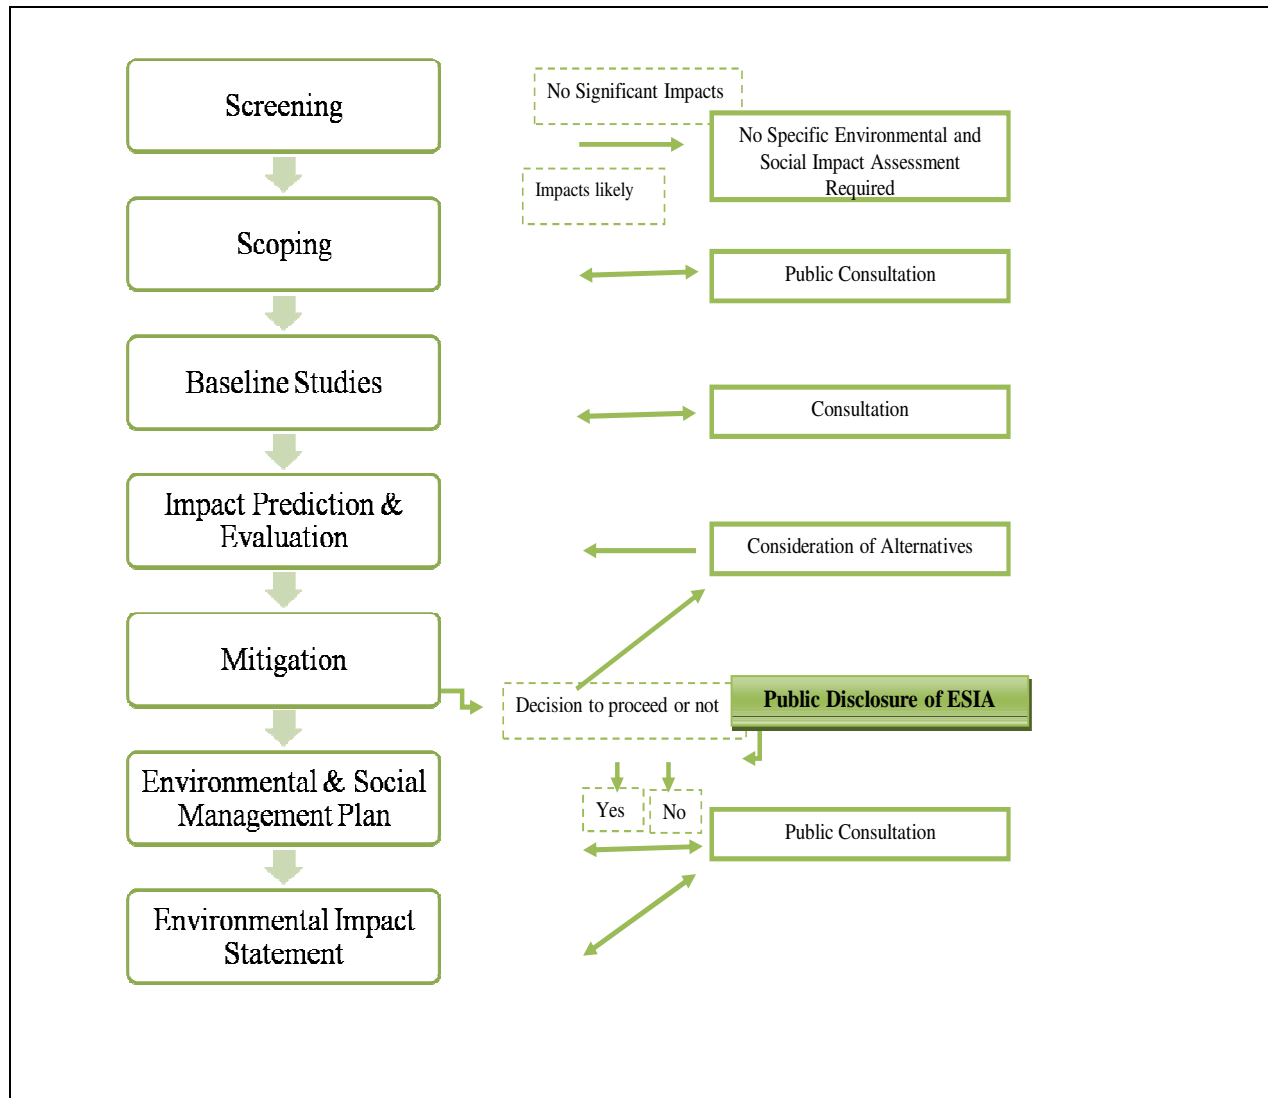 Screening
No Significant Impacts
No Specific Environmental and
Social Impact Assessment
Required
Impacts likely
Scoping
Public Consultation
Baseline Studies
Consultation
Impact Prediction &
Evaluation
Consideration of Alternatives
Mitigation
Decision to proceed or not
Public Disclosure of ESIA
Environmental & Social
Management Plan
Yes
No
Public Consultation
Environmental Impact
Statement